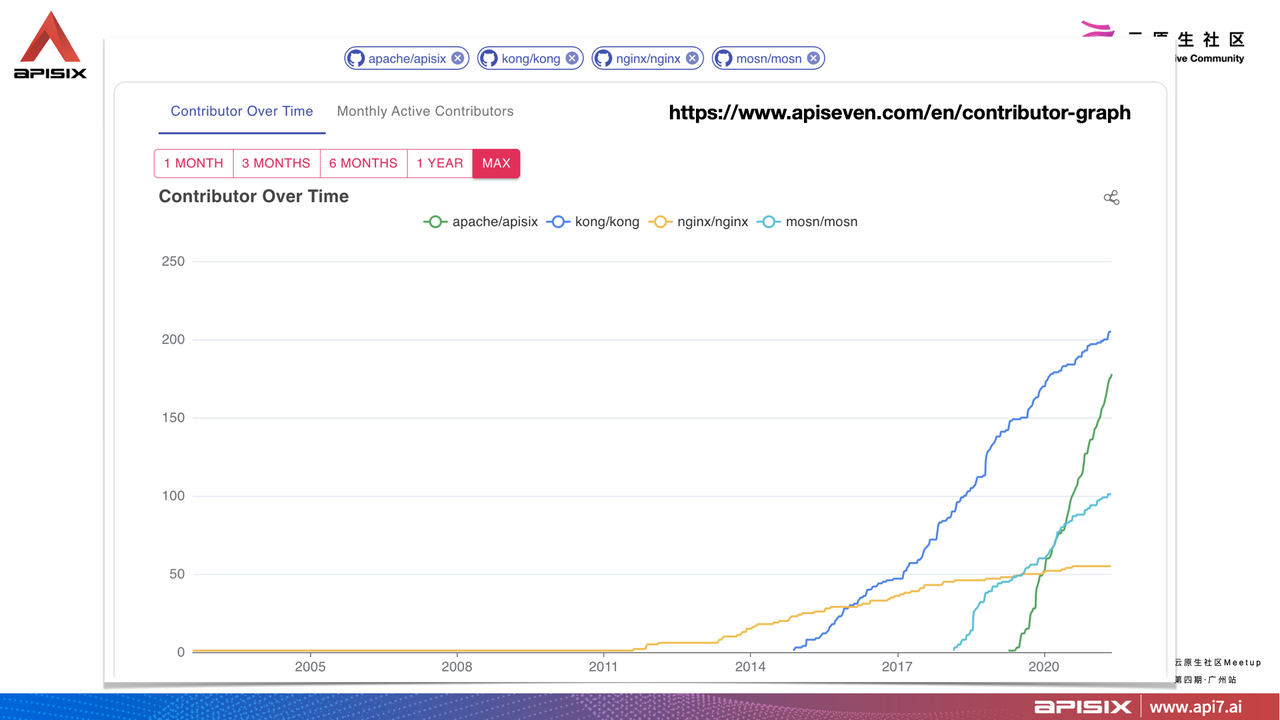 APISIX
apache/apisix
kong/kong
nginx/nginx
mosn/mosn
生社区
ve Community
Contributor Over Time
Monthly Active Contributors
https://www.apiseven.com/en/contributor-graph
1 MONTH
3 MONTHS
6 MONTHS
1 YEAR
MAX
Contributor Over Time
apache/apisix
kong/kong
nginx/nginx
mosn/mosn
250
200
150
100
50
0
2005
2008
2011
2014
2017
2020
云原生社区Meetup
第四期·广州站
APISIX
www.api7.ai